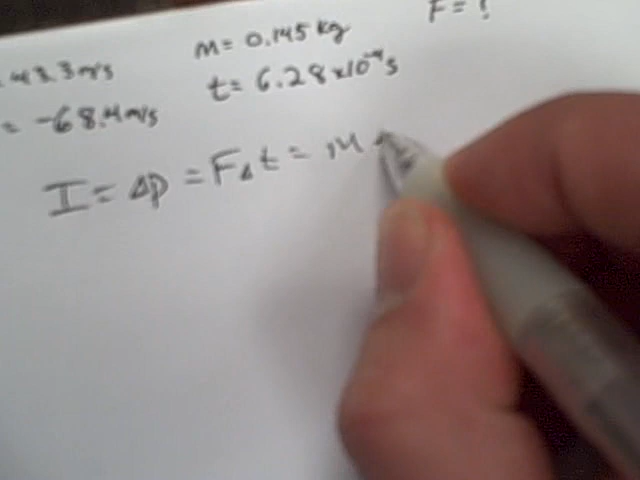 F = ?
m = 0.145 kg
43.3 m/s
t = 6.28 x 10⁻⁴ s
= -68.4 m/s
I = Δp = FΔt = m Δ